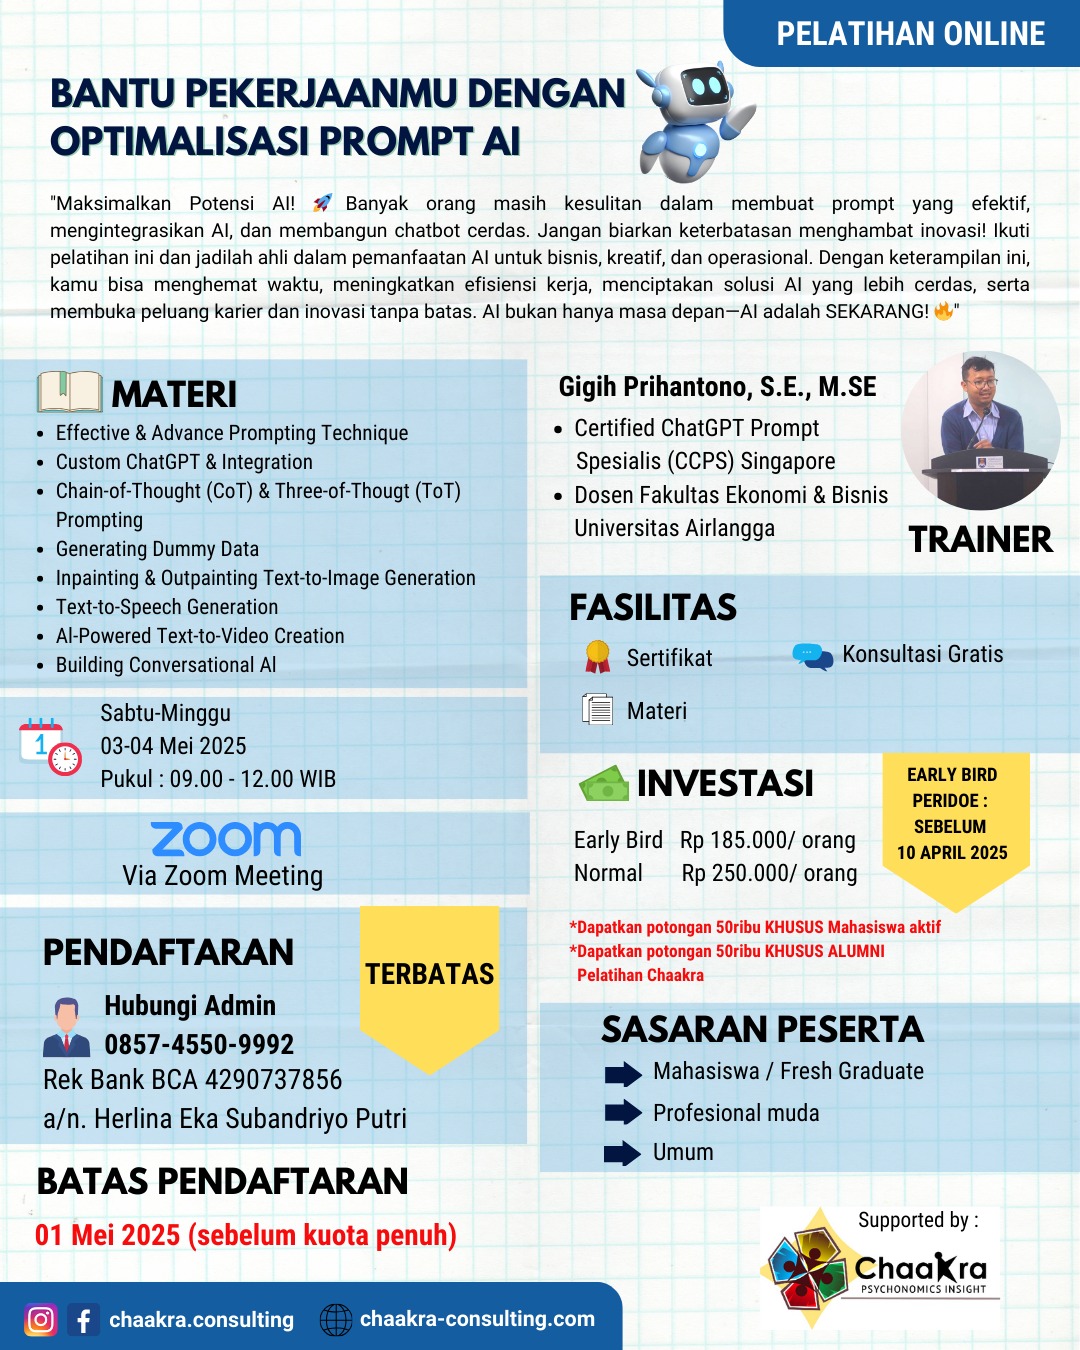 PELATIHAN ONLINE
BANTU PEKERJAANMU DENGAN
OPTIMALISASI PROMPT AI
"Maksimalkan Potensi AI! 🚀 Banyak orang masih kesulitan dalam membuat prompt yang efektif,
mengintegrasikan AI, dan membangun chatbot cerdas. Jangan biarkan keterbatasan menghambat inovasi! Ikuti
pelatihan ini dan jadilah ahli dalam pemanfaatan AI untuk bisnis, kreatif, dan operasional. Dengan keterampilan ini,
kamu bisa menghemat waktu, meningkatkan efisiensi kerja, menciptakan solusi AI yang lebih cerdas, serta
membuka peluang karier dan inovasi tanpa batas. AI bukan hanya masa depan—AI adalah SEKARANG! 🔥"
MATERI
• Effective & Advance Prompting Technique
• Custom ChatGPT & Integration
• Chain-of-Thought (CoT) & Three-of-Thougt (ToT)
Prompting
• Generating Dummy Data
• Inpainting & Outpainting Text-to-Image Generation
• Text-to-Speech Generation
• AI-Powered Text-to-Video Creation
• Building Conversational AI
1
Sabtu-Minggu
03-04 Mei 2025
Pukul : 09.00 - 12.00 WIB
zoom
Via Zoom Meeting
PENDAFTARAN
TERBATAS
Hubungi Admin
0857-4550-9992
Rek Bank BCA 4290737856
a/n. Herlina Eka Subandriyo Putri
BATAS PENDAFTARAN
01 Mei 2025 (sebelum kuota penuh)
Gigih Prihantono, S.E., M.SE
• Certified ChatGPT Prompt
Spesialis (CCPS) Singapore
• Dosen Fakultas Ekonomi & Bisnis
Universitas Airlangga
TRAINER
FASILITAS
Sertifikat
Konsultasi Gratis
Materi
INVESTASI
Early Bird Rp 185.000/ orang
Normal Rp 250.000/ orang
EARLY BIRD
PERIDOE :
SEBELUM
10 APRIL 2025
*Dapatkan potongan 50ribu KHUSUS Mahasiswa aktif
*Dapatkan potongan 50ribu KHUSUS ALUMNI
Pelatihan Chaakra
SASARAN PESERTA
Mahasiswa / Fresh Graduate
Profesional muda
Umum
Supported by :
Chaakra
PSYCHONOMICS INSIGHT
chaakra.consulting
chaakra-consulting.com